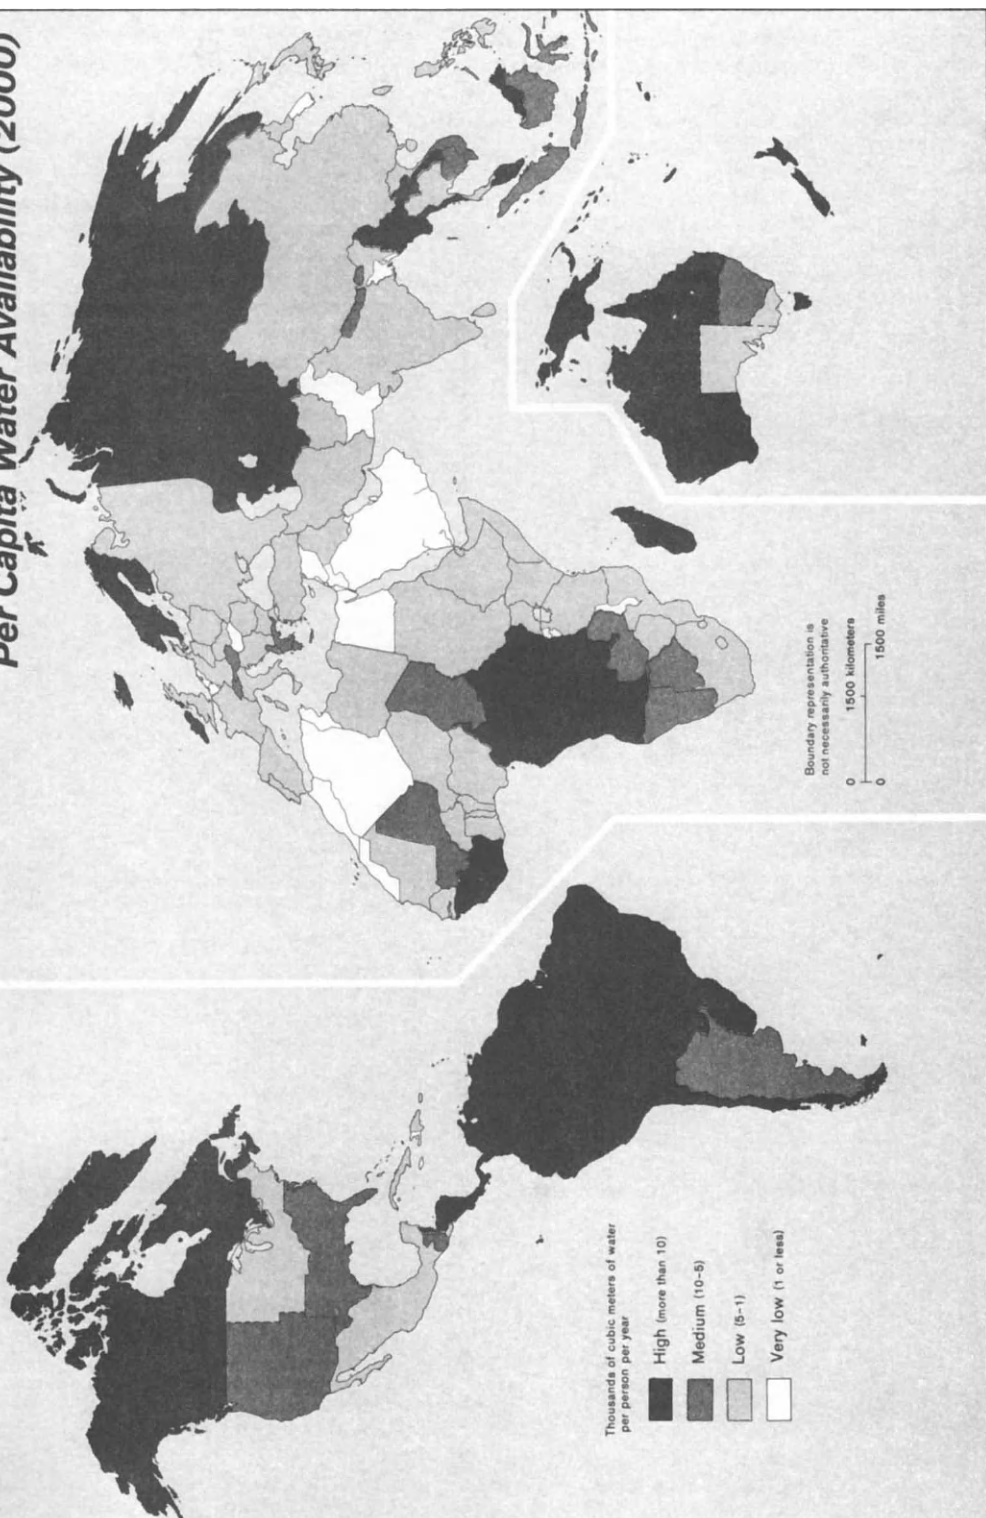 Per Capita Water Availability (2000)
Thousands of cubic meters of water
per person per year
High (more than 10)
Medium (10-5)
Low (5-1)
Very low (1 or less)
Boundary representation is
not necessarily authoritative
0 1500 kilometers
0 1500 miles